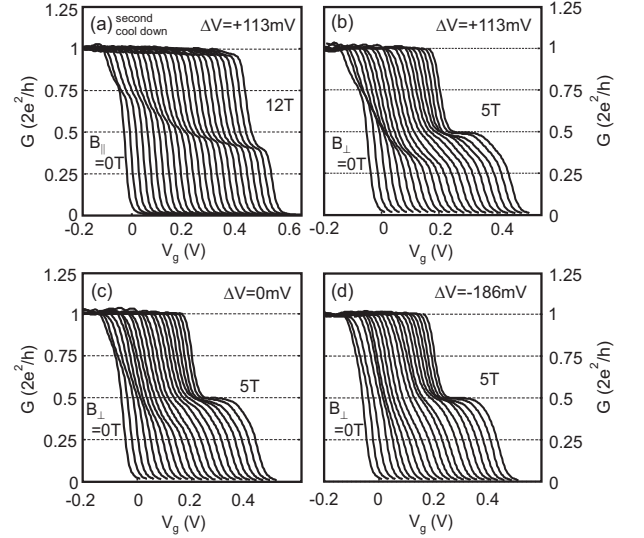 (a) second
cool down
ΔV=+113mV
12T
B∥
=0T
G (2e²/h)
1.25
1
0.75
0.5
0.25
0
-0.2
0
0.2
0.4
0.6
Vg (V)
(b)
ΔV=+113mV
5T
B⊥
=0T
1.25
1
0.75
0.5
0.25
0
G (2e²/h)
-0.2
0
0.2
0.4
Vg (V)
(c)
ΔV=0mV
5T
B⊥
=0T
G (2e²/h)
1.25
1
0.75
0.5
0.25
0
-0.2
0
0.2
0.4
Vg (V)
(d)
ΔV=-186mV
5T
B⊥
=0T
1.25
1
0.75
0.5
0.25
0
G (2e²/h)
-0.2
0
0.2
0.4
Vg (V)